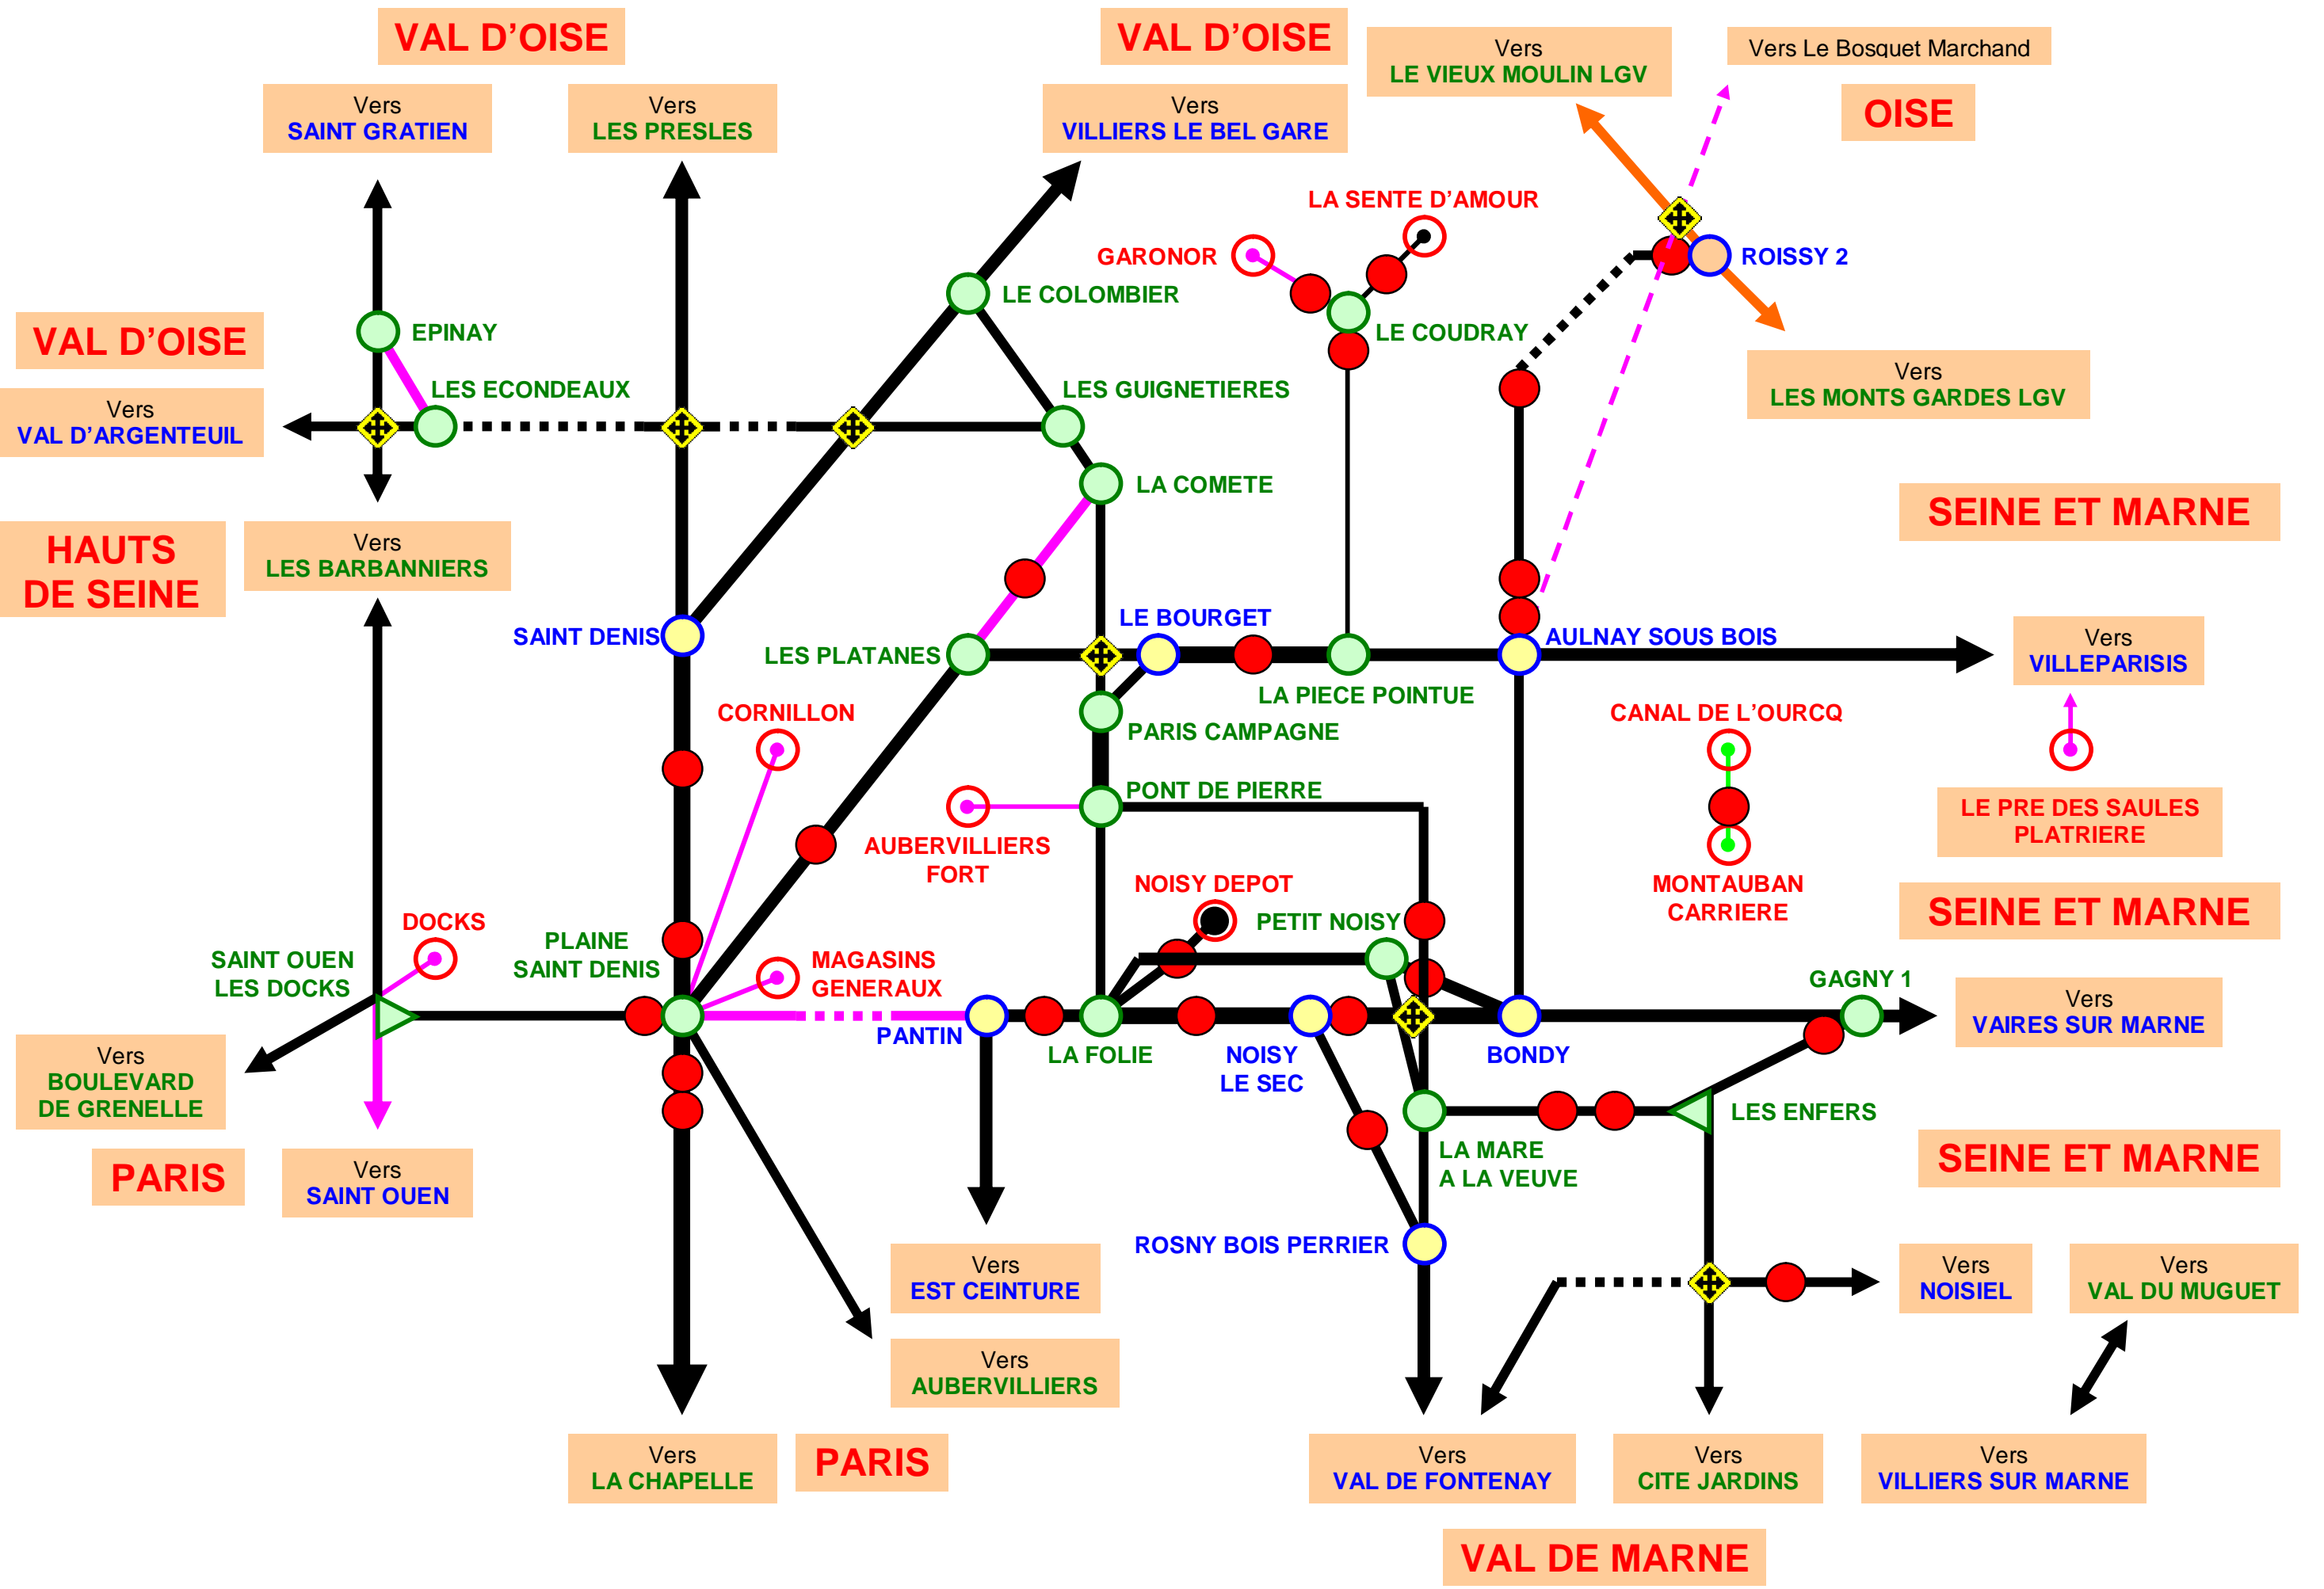 VAL D'OISE
VAL D'OISE
Vers
LE VIEUX MOULIN LGV
Vers Le Bosquet Marchand
OISE
Vers
SAINT GRATIEN
Vers
LES PRESLES
Vers
VILLIERS LE BEL GARE
LA SENTE D'AMOUR
GARONOR
ROISSY 2
LE COLOMBIER
VAL D'OISE
EPINAY
LE COUDRAY
Vers
LES MONTS GARDES LGV
LES ECONDEAUX
LES GUIGNETIERES
Vers
VAL D'ARGENTEUIL
LA COMETE
SEINE ET MARNE
HAUTS
DE SEINE
Vers
LES BARBANNIERS
LE BOURGET
SAINT DENIS
LES PLATANES
AULNAY SOUS BOIS
Vers
VILLEPARISIS
LA PIECE POINTUE
CORNILLON
PARIS CAMPAGNE
CANAL DE L'OURCQ
PONT DE PIERRE
LE PRE DES SAULES
PLATRIERE
AUBERVILLIERS
FORT
NOISY DEPOT
MONTAUBAN
CARRIERE
SEINE ET MARNE
DOCKS
PETIT NOISY
SAINT OUEN
LES DOCKS
PLAINE
SAINT DENIS
MAGASINS
GENERAUX
GAGNY 1
PANTIN
LA FOLIE
NOISY
LE SEC
BONDY
Vers
VAIRES SUR MARNE
Vers
BOULEVARD
DE GRENELLE
LES ENFERS
LA MARE
A LA VEUVE
SEINE ET MARNE
PARIS
Vers
SAINT OUEN
ROSNY BOIS PERRIER
Vers
EST CEINTURE
Vers
NOISIEL
Vers
VAL DU MUGUET
Vers
AUBERVILLIERS
Vers
LA CHAPELLE
PARIS
Vers
VAL DE FONTENAY
Vers
CITE JARDINS
Vers
VILLIERS SUR MARNE
VAL DE MARNE